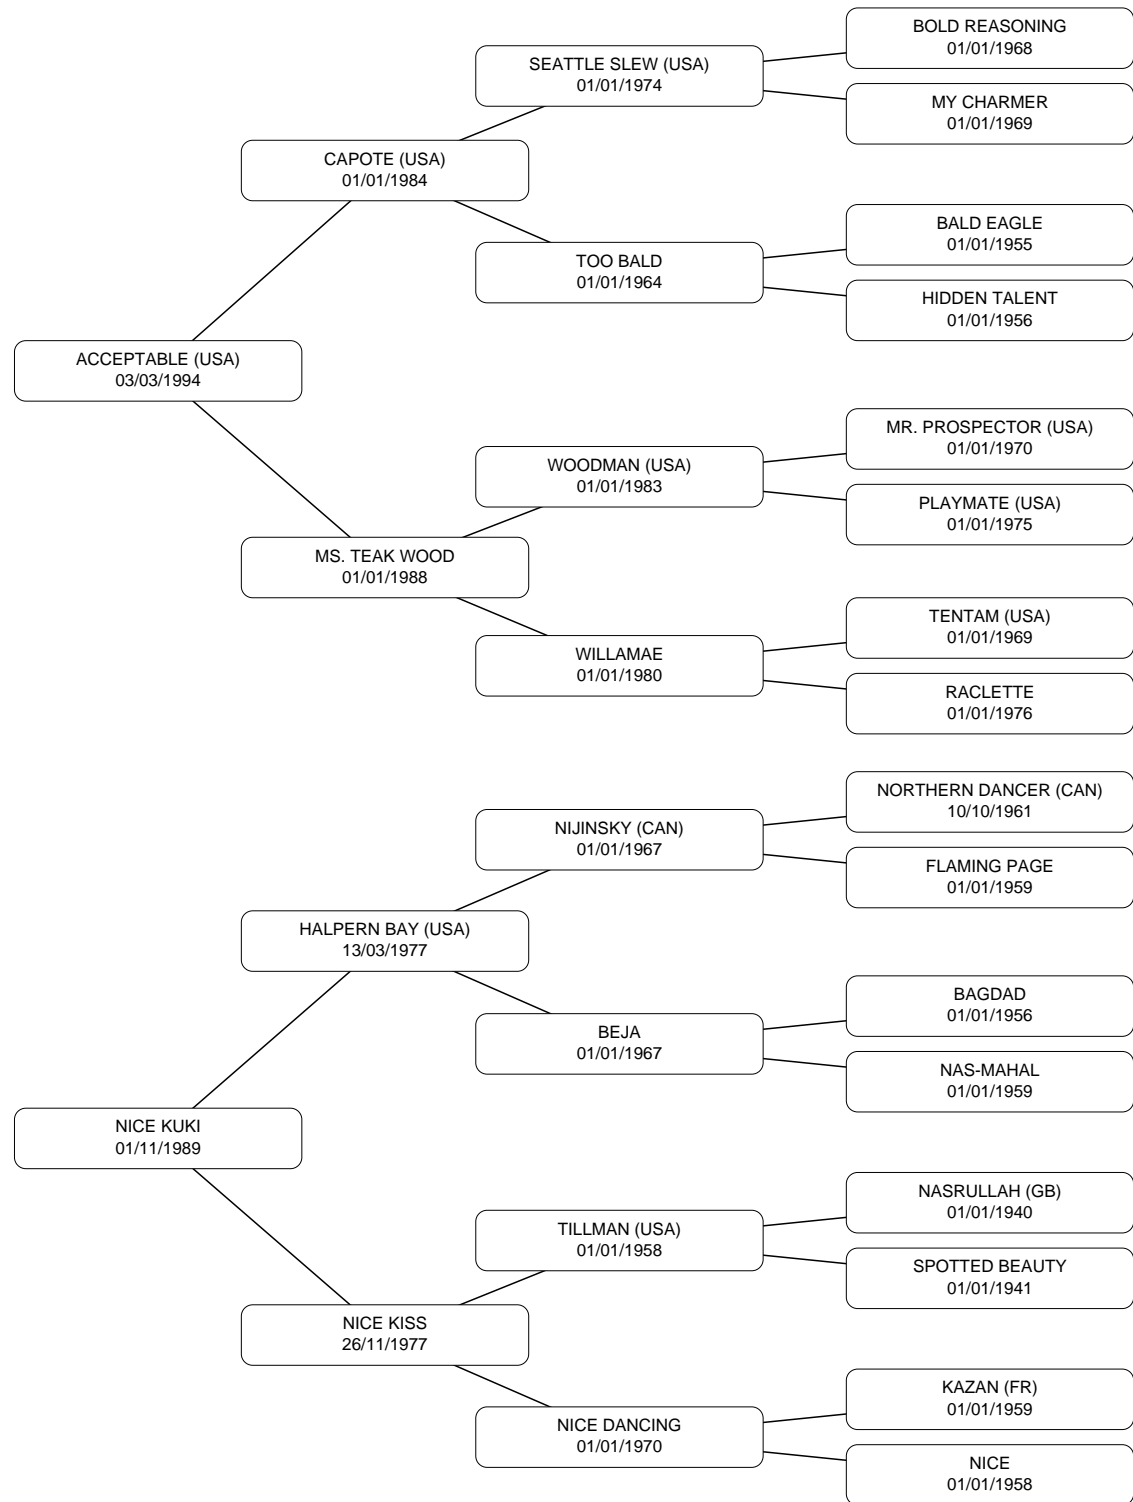 BOLD REASONING
01/01/1968
SEATTLE SLEW (USA)
01/01/1974
MY CHARMER
01/01/1969
CAPOTE (USA)
01/01/1984
BALD EAGLE
01/01/1955
TOO BALD
01/01/1964
HIDDEN TALENT
01/01/1956
ACCEPTABLE (USA)
03/03/1994
MR. PROSPECTOR (USA)
01/01/1970
WOODMAN (USA)
01/01/1983
PLAYMATE (USA)
01/01/1975
MS. TEAK WOOD
01/01/1988
TENTAM (USA)
01/01/1969
WILLAMAE
01/01/1980
RACLETTE
01/01/1976
NORTHERN DANCER (CAN)
10/10/1961
NIJINSKY (CAN)
01/01/1967
FLAMING PAGE
01/01/1959
HALPERN BAY (USA)
13/03/1977
BAGDAD
01/01/1956
BEJA
01/01/1967
NAS-MAHAL
01/01/1959
NICE KUKI
01/11/1989
NASRULLAH (GB)
01/01/1940
TILLMAN (USA)
01/01/1958
SPOTTED BEAUTY
01/01/1941
NICE KISS
26/11/1977
KAZAN (FR)
01/01/1959
NICE DANCING
01/01/1970
NICE
01/01/1958